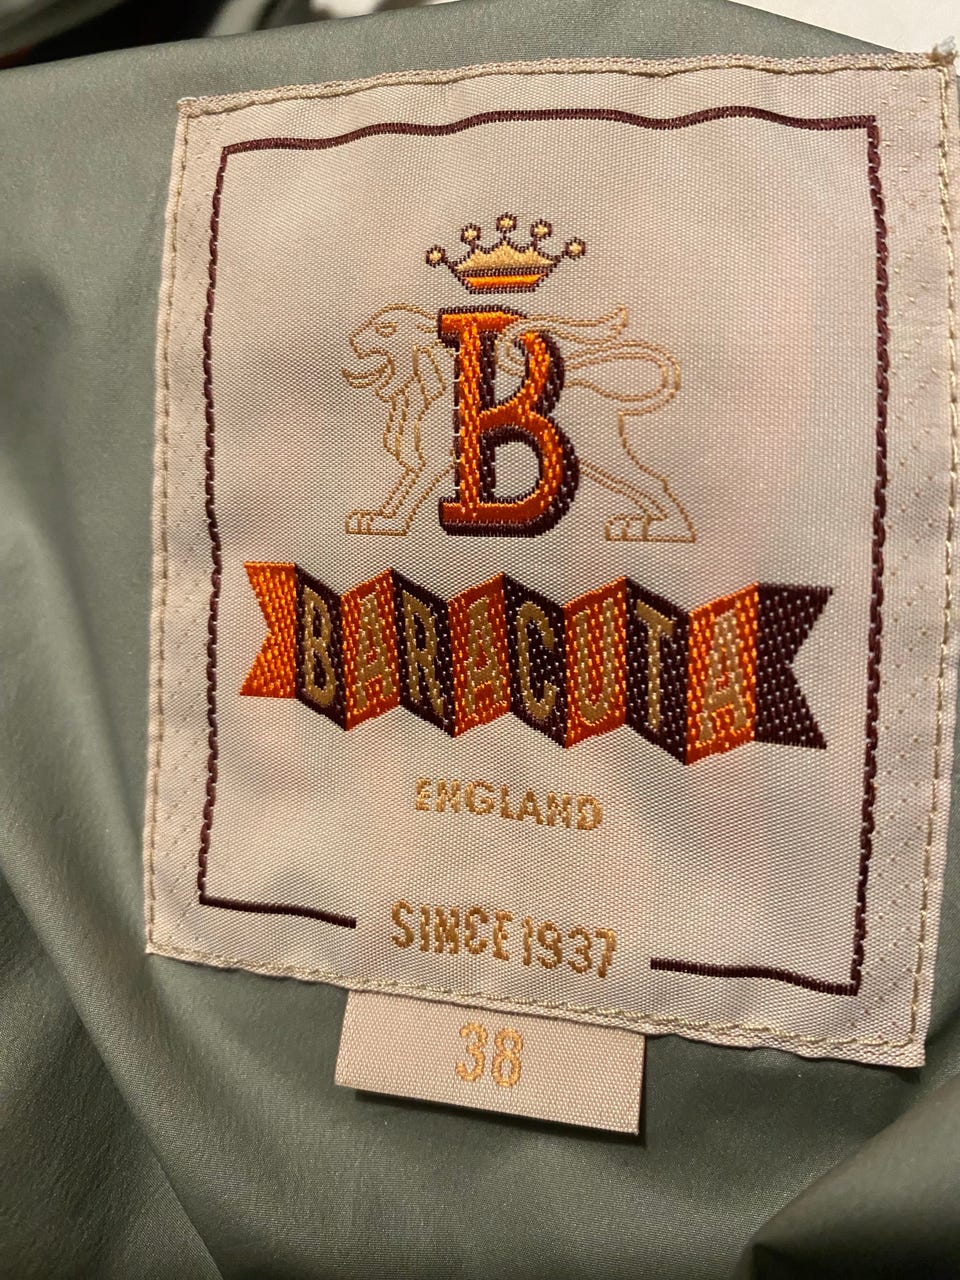 B
BARACUTA
ENGLAND
SINCE 1937
38